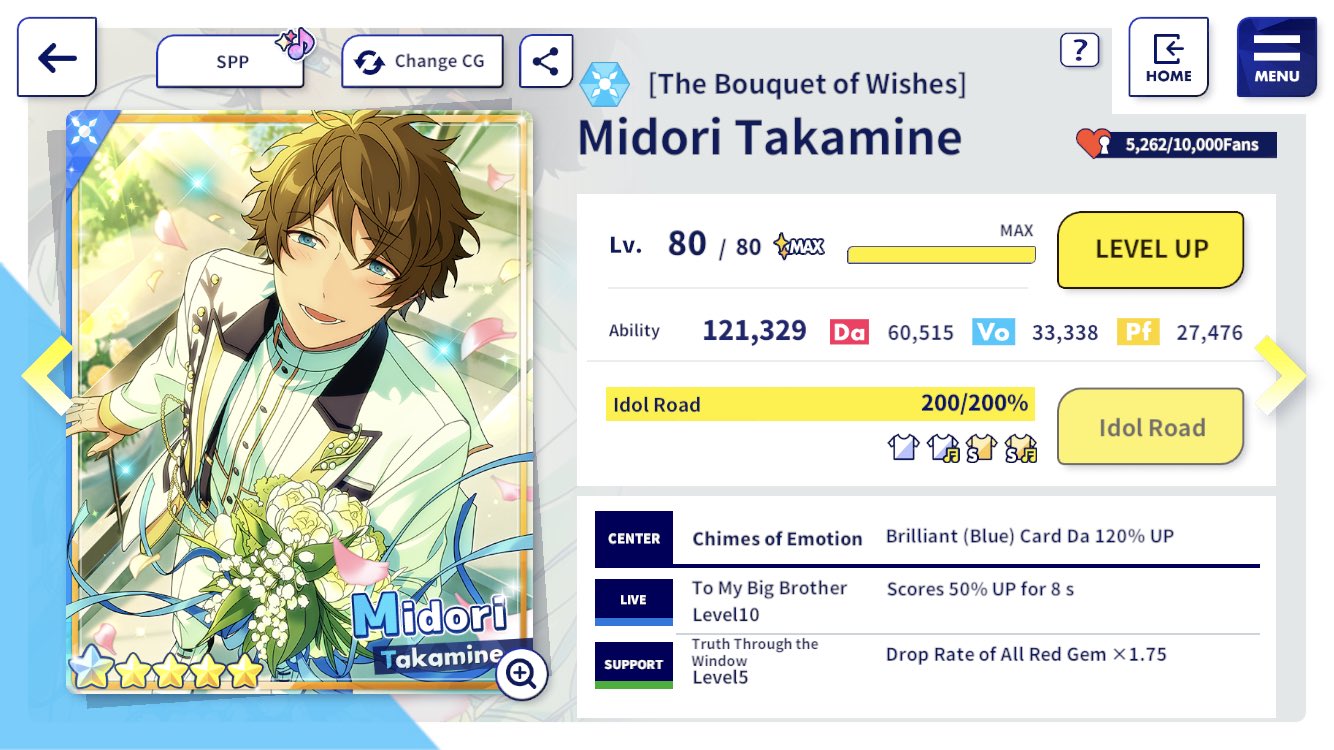 SPP
Change CG
?
HOME
MENU
[The Bouquet of Wishes]
Midori Takamine
5,262/10,000Fans
Lv. 80 / 80 MAX
MAX
LEVEL UP
Ability 121,329 Da 60,515 Vo 33,338 Pf 27,476
Idol Road 200/200%
S S
Idol Road
CENTER Chimes of Emotion Brilliant (Blue) Card Da 120% UP
LIVE To My Big Brother Scores 50% UP for 8 s
Level10
SUPPORT Truth Through the
Window
Level5 Drop Rate of All Red Gem ×1.75
Midori
Takamine